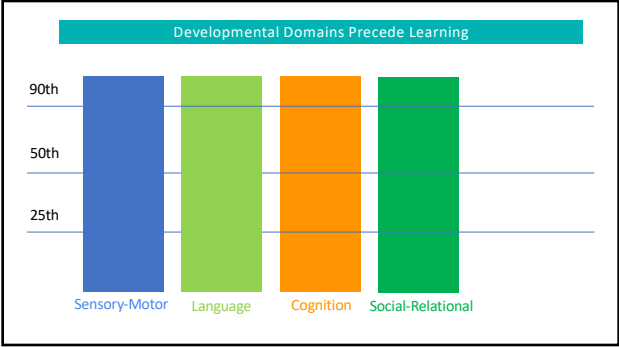 Developmental Domains Precede Learning
90th
50th
25th
Sensory-Motor
Language
Cognition
Social-Relational